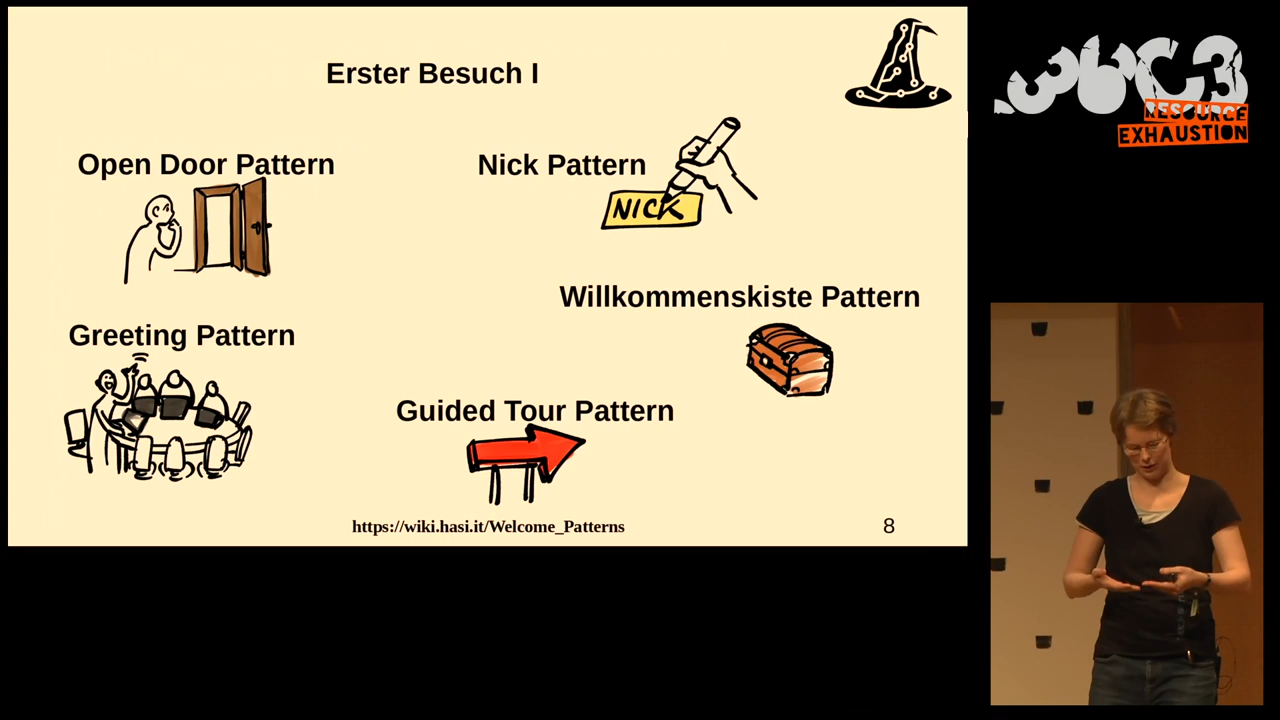 Erster Besuch I
Open Door Pattern
Nick Pattern
NICK
Willkommenskiste Pattern
Greeting Pattern
Guided Tour Pattern
https://wiki.hasi.it/Welcome_Patterns
8
36C3
RESOURCE
EXHAUSTION